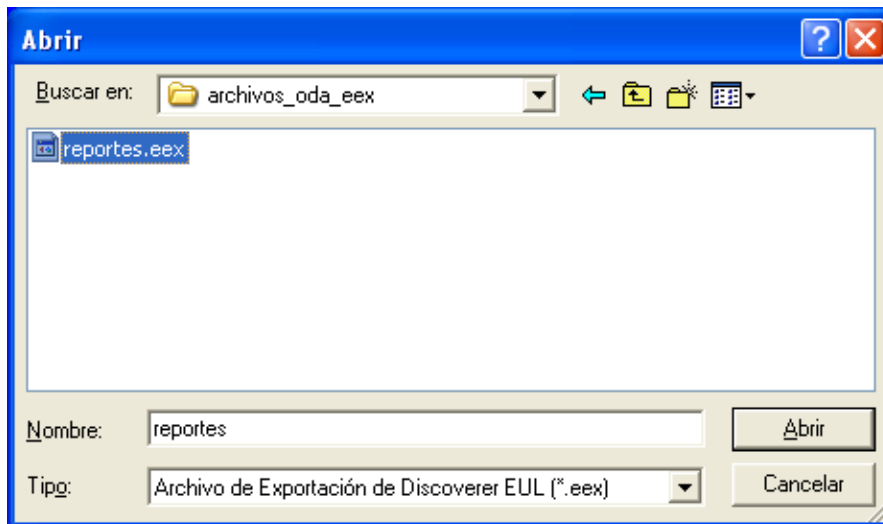 Abrir
Buscar en: archivos_oda_eex
reportes.eex
Nombre: reportes Abrir
Tipo: Archivo de Exportación de Discoverer EUL (*.eex) Cancelar